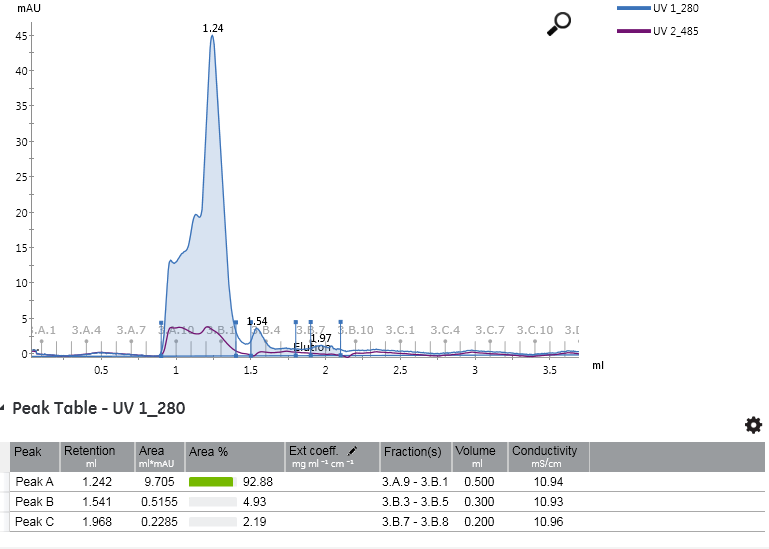 mAU
UV 1_280
UV 2_485
1.24
45
40
35
30
25
20
15
10
5
0
1.54
1.97
3.A.4 3.A.7 3.A.10 3.B.1 3.B.4 3.B.7 3.B.10 3.C.1 3.C.4 3.C.7 3.C.10
Elution
0.5 1 1.5 2 2.5 3 3.5 ml
Peak Table - UV 1_280
Peak Retention Area Area % Ext coeff. Fraction(s) Volume Conductivity
ml ml*mAU mg ml⁻¹ cm⁻¹ ml mS/cm
Peak A 1.242 9.705 92.88 3.A.9 - 3.B.1 0.500 10.94
Peak B 1.541 0.5155 4.93 3.B.3 - 3.B.5 0.300 10.93
Peak C 1.968 0.2285 2.19 3.B.7 - 3.B.8 0.200 10.96